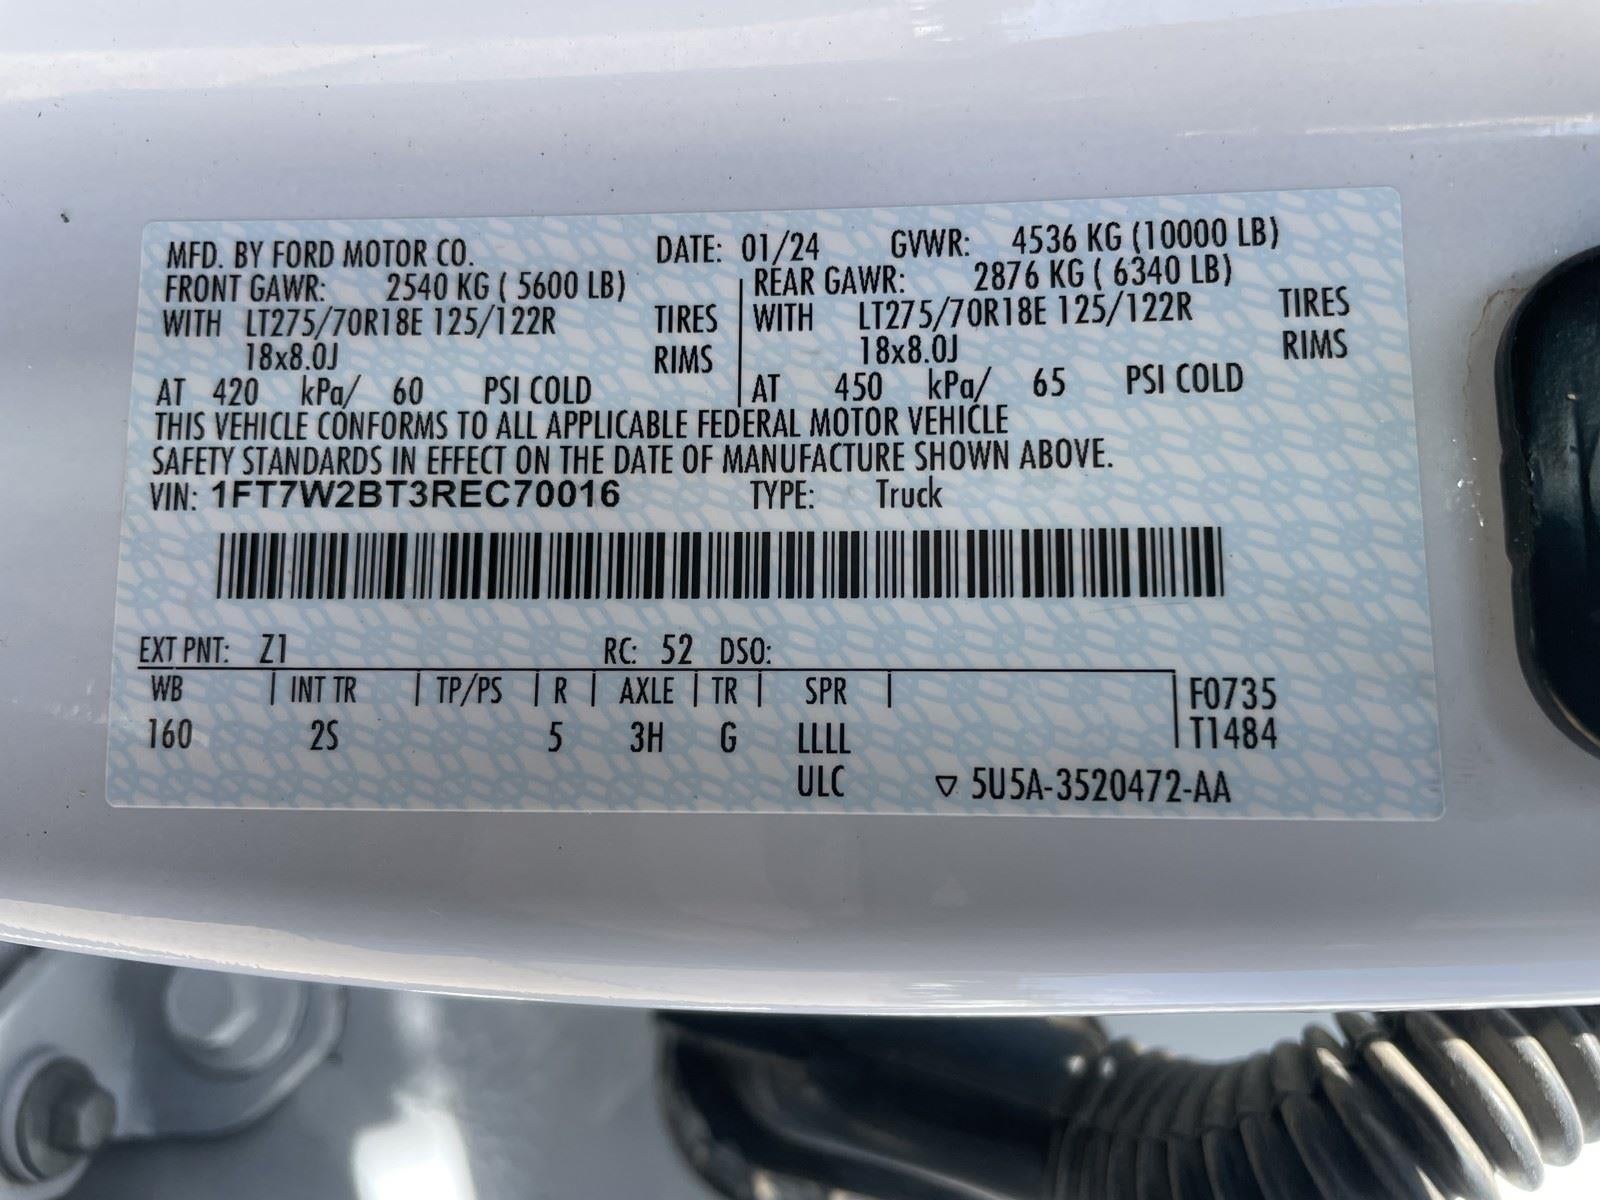 MFD. BY FORD MOTOR CO. DATE: 01/24 GVWR: 4536 KG (10000 LB)
FRONT GAWR: 2540 KG ( 5600 LB) REAR GAWR: 2876 KG ( 6340 LB)
WITH LT275/70R18E 125/122R TIRES WITH LT275/70R18E 125/122R TIRES
18x8.0J RIMS 18x8.0J RIMS
AT 420 kPa/ 60 PSI COLD AT 450 kPa/ 65 PSI COLD
THIS VEHICLE CONFORMS TO ALL APPLICABLE FEDERAL MOTOR VEHICLE
SAFETY STANDARDS IN EFFECT ON THE DATE OF MANUFACTURE SHOWN ABOVE.
VIN: 1FT7W2BT3REC70016 TYPE: Truck
EXT PNT: Z1 RC: 52 DSO:
WB | INT TR | TP/PS | R | AXLE | TR | SPR | F0735
160 2S 5 3H G LLLL T1484
ULC ▽ 5U5A-3520472-AA